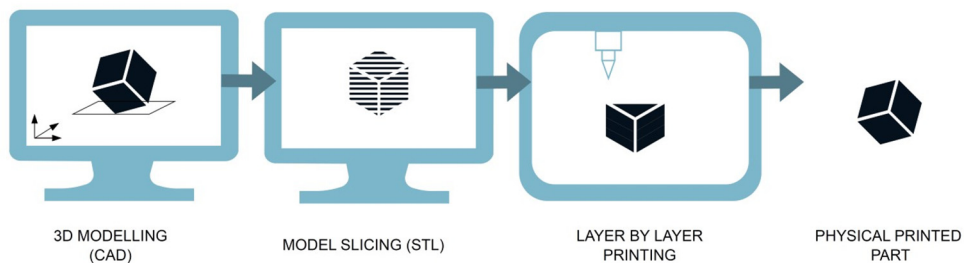 3D MODELLING
(CAD)
MODEL SLICING (STL)
LAYER BY LAYER
PRINTING
PHYSICAL PRINTED
PART